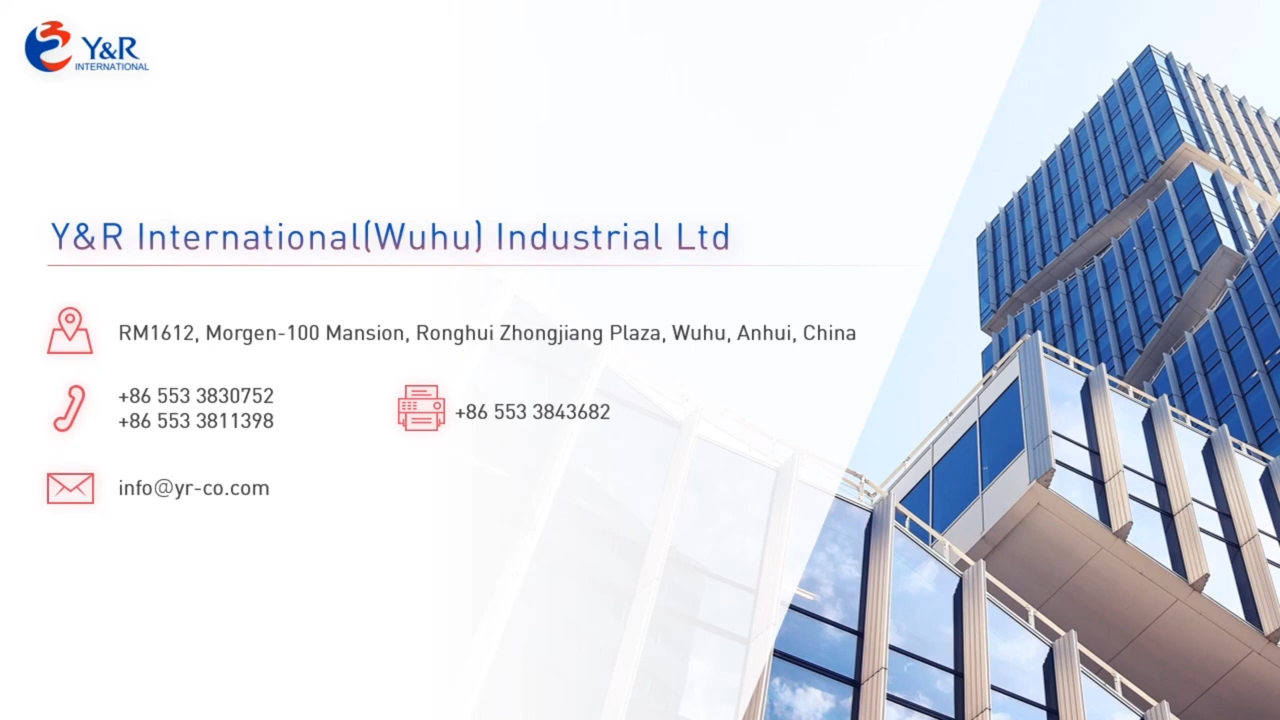 Y&R
INTERNATIONAL
Y&R International(Wuhu) Industrial Ltd
RM1612, Morgen-100 Mansion, Ronghui Zhongjiang Plaza, Wuhu, Anhui, China
+86 553 3830752
+86 553 3811398
+86 553 3843682
info@yr-co.com